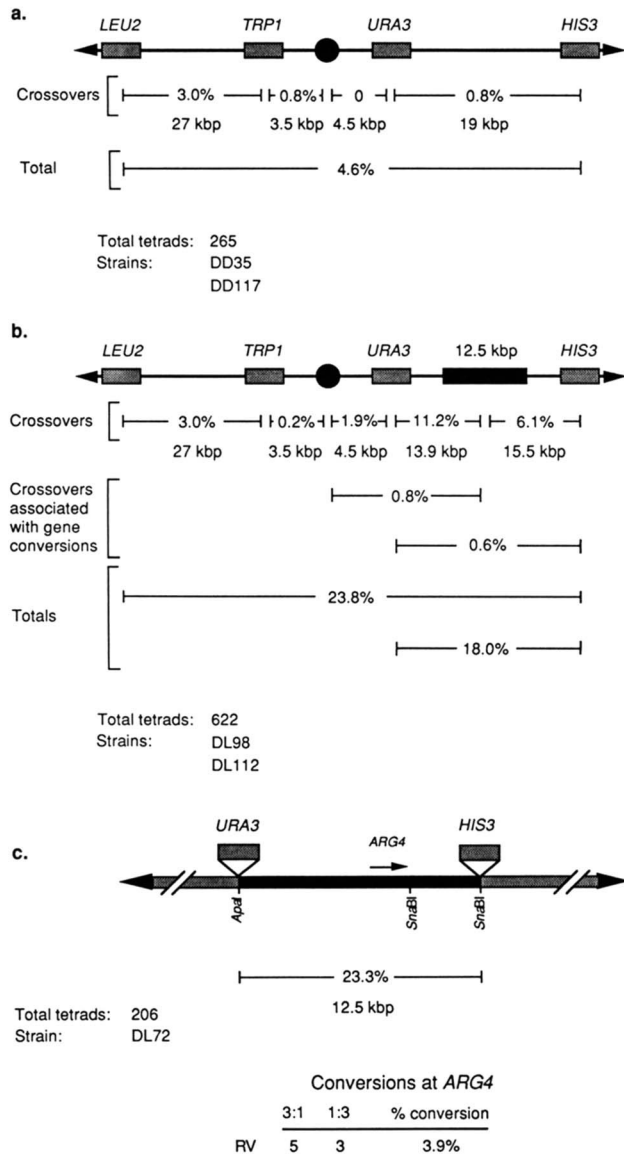 a.
LEU2 TRP1 URA3 HIS3
Crossovers 3.0% 0.8% 0 0.8%
27 kbp 3.5 kbp 4.5 kbp 19 kbp
Total 4.6%
Total tetrads: 265
Strains: DD35
DD117
b.
LEU2 TRP1 URA3 12.5 kbp HIS3
Crossovers 3.0% 0.2% 1.9% 11.2% 6.1%
27 kbp 3.5 kbp 4.5 kbp 13.9 kbp 15.5 kbp
Crossovers
associated
with gene
conversions
0.8%
0.6%
Totals
23.8%
18.0%
Total tetrads: 622
Strains: DL98
DL112
c.
URA3 ARG4 HIS3
ApaI SnaBI SnaBI
23.3%
12.5 kbp
Total tetrads: 206
Strain: DL72
Conversions at ARG4
3:1 1:3 % conversion
RV 5 3 3.9%